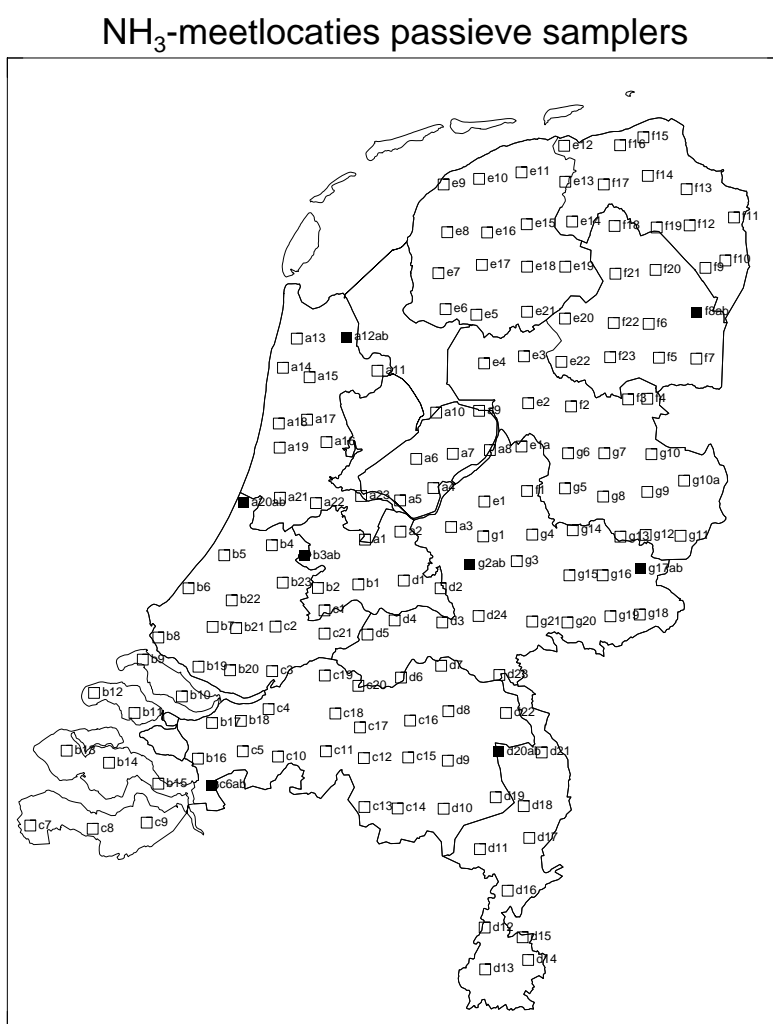 NH3-meetlocaties passieve samplers
f15
e12 f16
e11 f14
e9 e10 e13 f17 f13
f11
e15 e14 f18 f19 f12
e8 e16
f10
e7 e17 e18 e19 f21 f20 f9
e6 e5 e21 f8ab
e20 f22 f6
a13 a12ab
e4 e3 e22 f23 f5 f7
a14 a15 a11
e2 f2 f3 f4
a10 d9
a18 a17
a19 a16 a8 e1a
a6 a7 g6 g7 g10
g10a
a4 f1 g5 g8 g9
a20ab a21 a22 a23 a5 e1
a2 a3 g14
a1 g1 g4 g13 g12 g11
b4
b5 b3ab
g2ab g3 g17ab
b23 b2 b1 d1 g15 g16
b6 d2
b22
c1
d4 d3 d24 g21 g20 g19 g18
b7 b21 c2
b8 c21 d5
b9
b19 b20 c3 c19 d6 d7 d23
c20
b12 b10
b11 c4 c18 d8 d22
b17 b18 c17 c16
b13 c5 c11 d20ab d21
b14 b16 c10 c12 c15 d9
b15 c6ab
d19
c13 c14 d10 d18
c7 c8 c9
d17
d11
d16
d12
d15
d14
d13